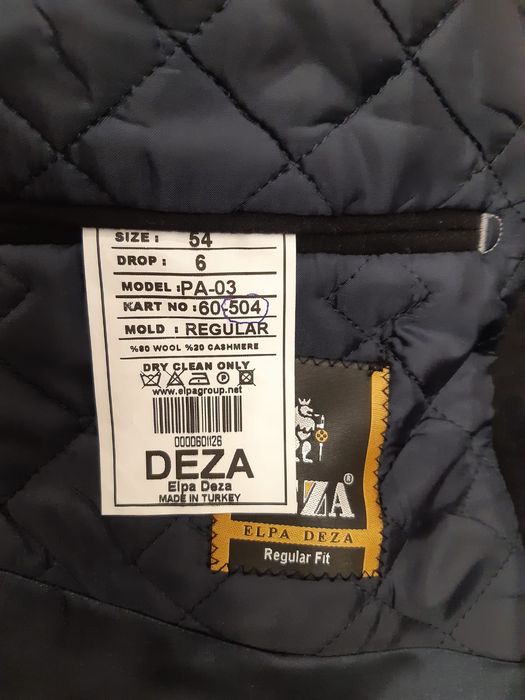 SIZE : 54
DROP : 6
MODEL : PA-03
KART NO : 60-504
MOLD : REGULAR
%80 WOOL %20 CASHMERE
DRY CLEAN ONLY
www.elpagroup.net
0000601126
DEZA
Elpa Deza
MADE IN TURKEY
ZA®
ELPA DEZA
Regular Fit